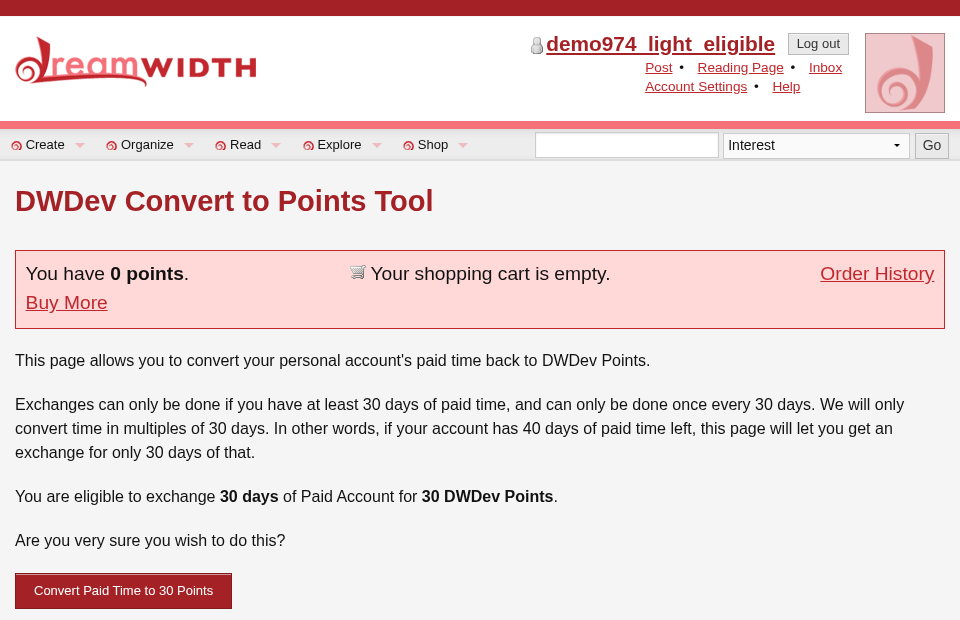 dreamWIDTH
demo974_light_eligible Log out
Post • Reading Page • Inbox
Account Settings • Help
Create Organize Read Explore Shop Interest Go
DWDev Convert to Points Tool
You have 0 points. Your shopping cart is empty. Order History
Buy More
This page allows you to convert your personal account's paid time back to DWDev Points.
Exchanges can only be done if you have at least 30 days of paid time, and can only be done once every 30 days. We will only
convert time in multiples of 30 days. In other words, if your account has 40 days of paid time left, this page will let you get an
exchange for only 30 days of that.
You are eligible to exchange 30 days of Paid Account for 30 DWDev Points.
Are you very sure you wish to do this?
Convert Paid Time to 30 Points